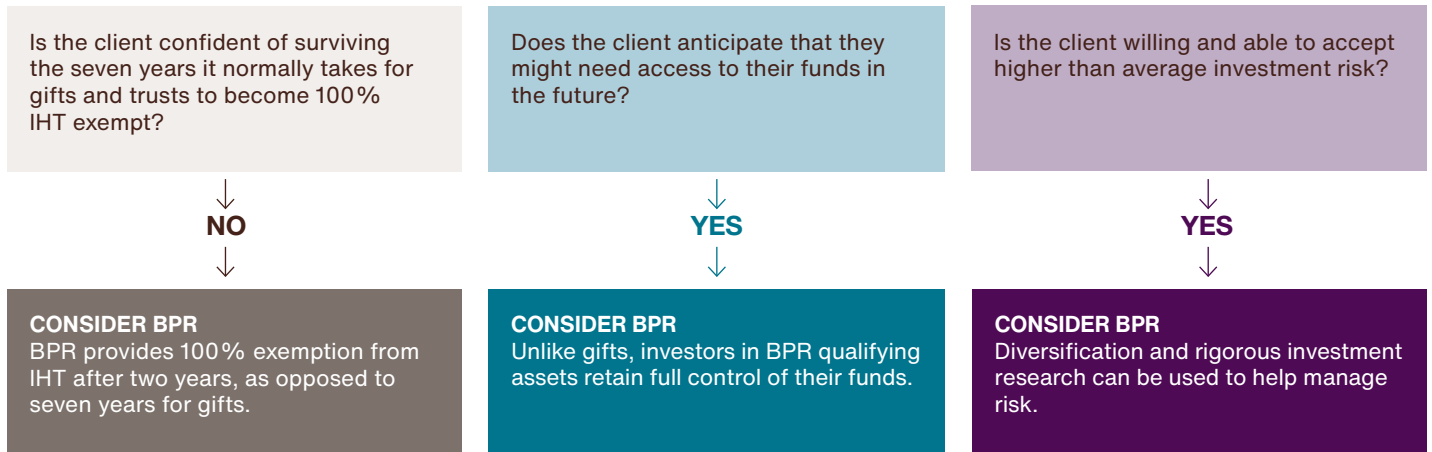 Is the client confident of surviving
the seven years it normally takes for
gifts and trusts to become 100%
IHT exempt?
NO
CONSIDER BPR
BPR provides 100% exemption from
IHT after two years, as opposed to
seven years for gifts.
Does the client anticipate that they
might need access to their funds in
the future?
YES
CONSIDER BPR
Unlike gifts, investors in BPR qualifying
assets retain full control of their funds.
Is the client willing and able to accept
higher than average investment risk?
YES
CONSIDER BPR
Diversification and rigorous investment
research can be used to help manage
risk.